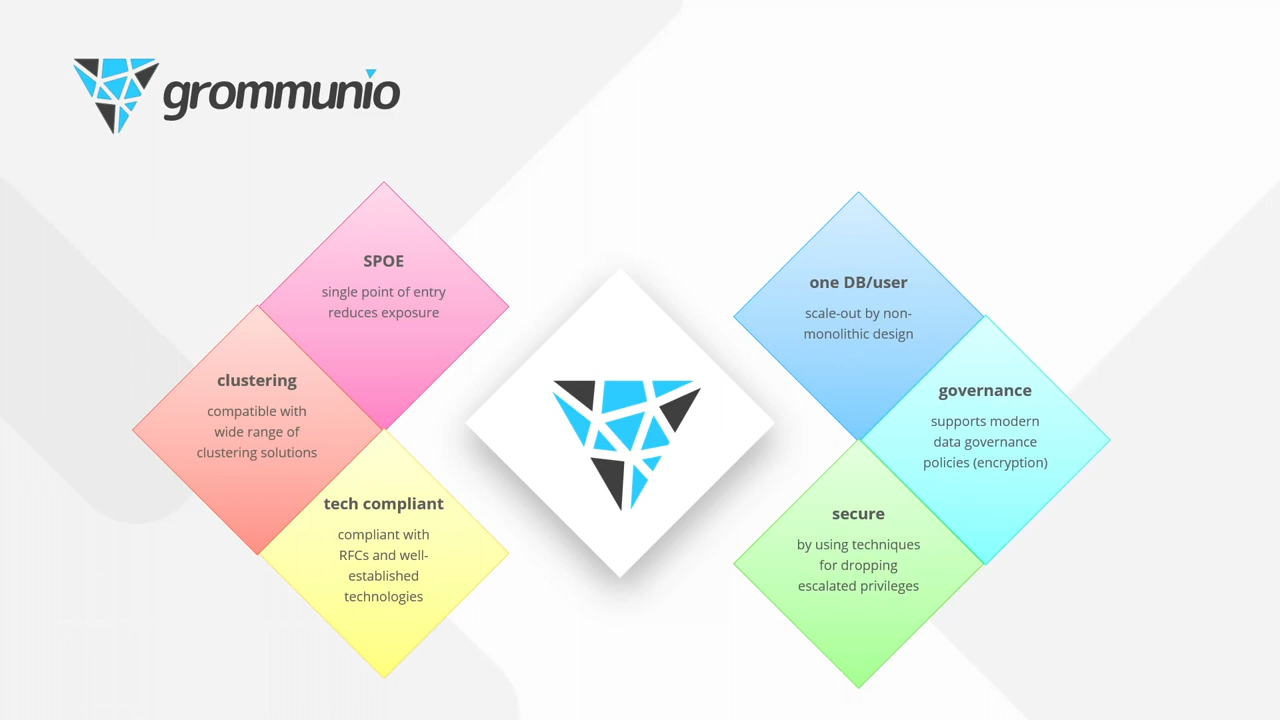 grommunio
SPOE
single point of entry
reduces exposure
clustering
compatible with
wide range of
clustering solutions
tech compliant
compliant with
RFCs and well-
established
technologies
one DB/user
scale-out by non-
monolithic design
governance
supports modern
data governance
policies (encryption)
secure
by using techniques
for dropping
escalated privileges